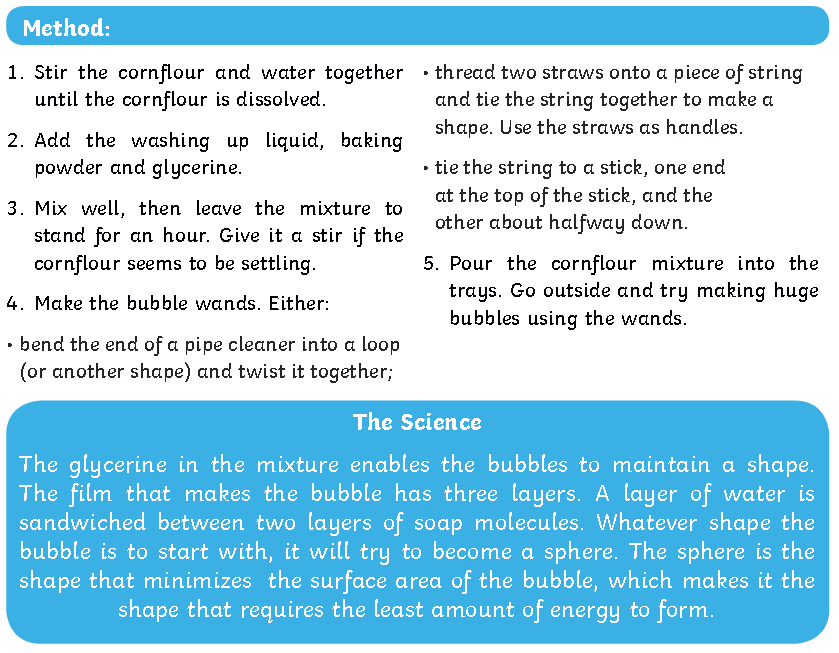 Method:
1. Stir the cornflour and water together
until the cornflour is dissolved.
2. Add the washing up liquid, baking
powder and glycerine.
3. Mix well, then leave the mixture to
stand for an hour. Give it a stir if the
cornflour seems to be settling.
4. Make the bubble wands. Either:
• bend the end of a pipe cleaner into a loop
(or another shape) and twist it together;
• thread two straws onto a piece of string
and tie the string together to make a
shape. Use the straws as handles.
• tie the string to a stick, one end
at the top of the stick, and the
other about halfway down.
5. Pour the cornflour mixture into the
trays. Go outside and try making huge
bubbles using the wands.
The Science
The glycerine in the mixture enables the bubbles to maintain a shape.
The film that makes the bubble has three layers. A layer of water is
sandwiched between two layers of soap molecules. Whatever shape the
bubble is to start with, it will try to become a sphere. The sphere is the
shape that minimizes the surface area of the bubble, which makes it the
shape that requires the least amount of energy to form.